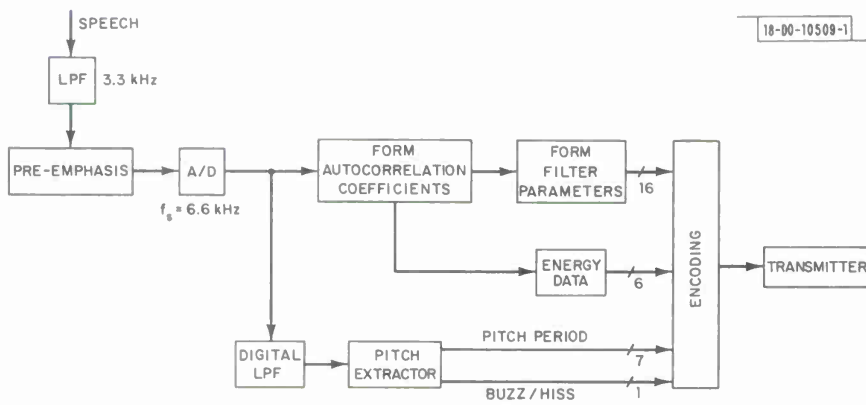 SPEECH
18-DO-10509-1
LPF
3.3 kHz
PRE-EMPHASIS
A/D
FORM
AUTOCORRELATION
COEFFICIENTS
FORM
FILTER
PARAMETERS
16
fs = 6.6 kHz
ENERGY
DATA
6
ENCODING
TRANSMITTER
DIGITAL
LPF
PITCH
EXTRACTOR
PITCH PERIOD
7
BUZZ/HISS
1